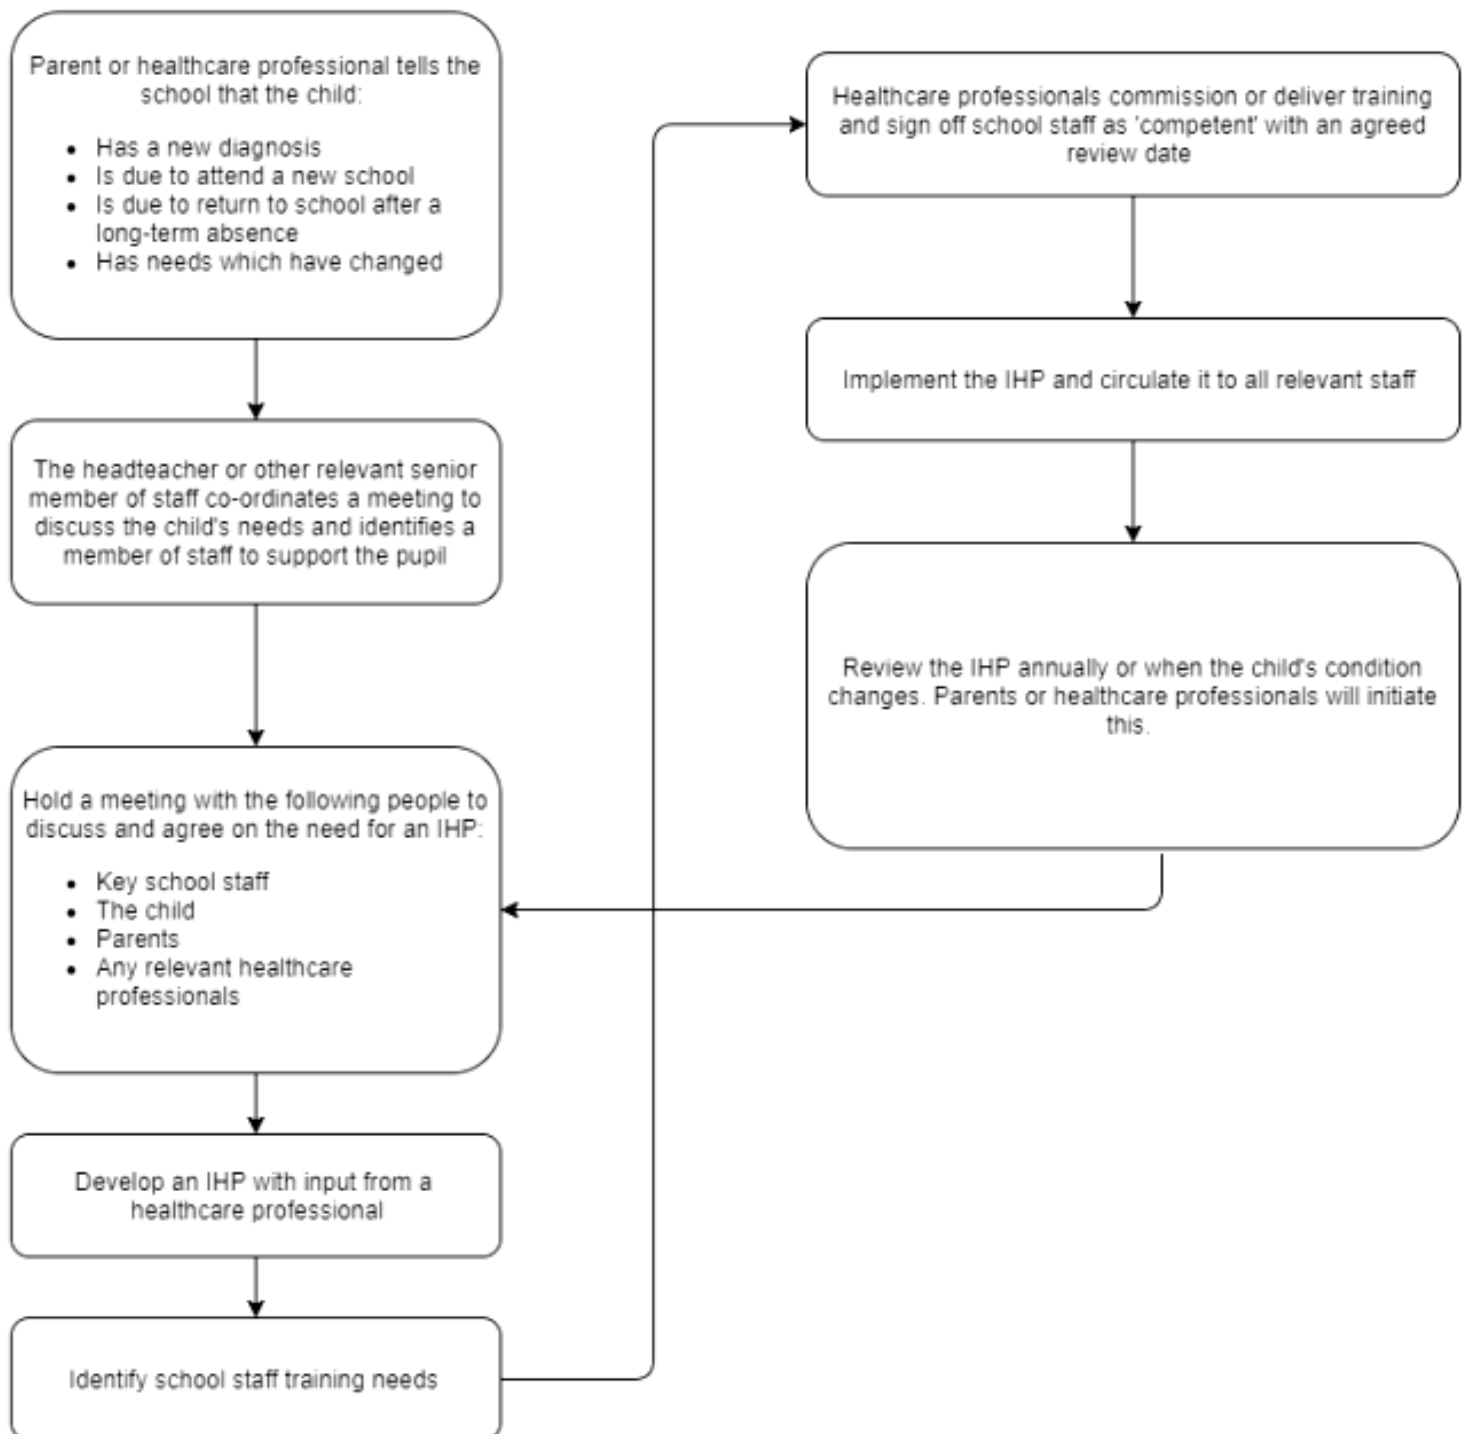 Parent or healthcare professional tells the
school that the child:
• Has a new diagnosis
• Is due to attend a new school
• Is due to return to school after a
long-term absence
• Has needs which have changed
The headteacher or other relevant senior
member of staff co-ordinates a meeting to
discuss the child's needs and identifies a
member of staff to support the pupil
Hold a meeting with the following people to
discuss and agree on the need for an IHP:
• Key school staff
• The child
• Parents
• Any relevant healthcare
professionals
Develop an IHP with input from a
healthcare professional
Identify school staff training needs
Healthcare professionals commission or deliver training
and sign off school staff as 'competent' with an agreed
review date
Implement the IHP and circulate it to all relevant staff
Review the IHP annually or when the child's condition
changes. Parents or healthcare professionals will initiate
this.